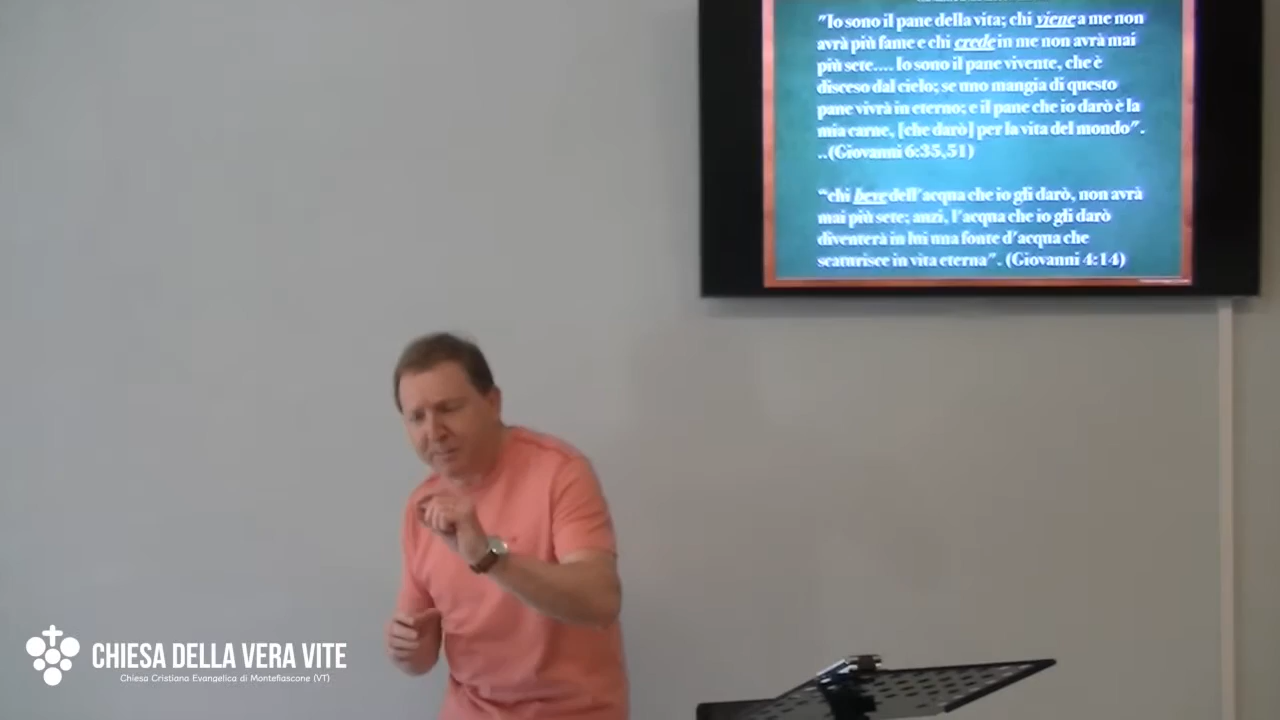 "Io sono il pane della vita; chi viene a me non
avrà più fame e chi crede in me non avrà mai
più sete.... Io sono il pane vivente, che è
disceso dal cielo; se uno mangia di questo
pane vivrà in eterno; e il pane che io darò è la
mia carne, [che darò] per la vita del mondo".
..(Giovanni 6:35,51)
“chi beve dell'acqua che io gli darò, non avrà
mai più sete; anzi, l'acqua che io gli darò
diventerà in lui una fonte d'acqua che
scaturisce in vita eterna". (Giovanni 4:14)
CHIESA DELLA VERA VITE
Chiesa Cristiana Evangelica di Montefiascone (VT)